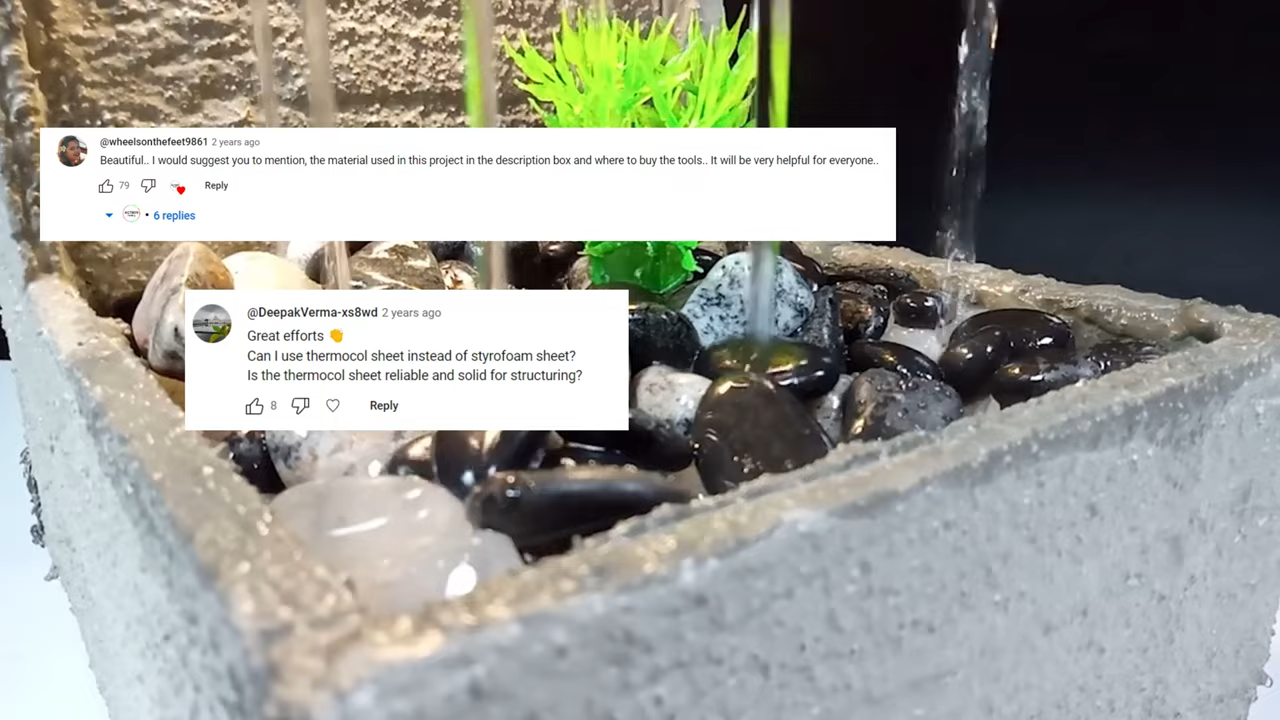 @wheelsonthefeet9861 2 years ago
Beautiful.. I would suggest you to mention, the material used in this project in the description box and where to buy the tools.. It will be very helpful for everyone..
79 Reply
6 replies
@DeepakVerma-xs8wd 2 years ago
Great efforts 👏
Can I use thermocol sheet instead of styrofoam sheet?
Is the thermocol sheet reliable and solid for structuring?
8 Reply